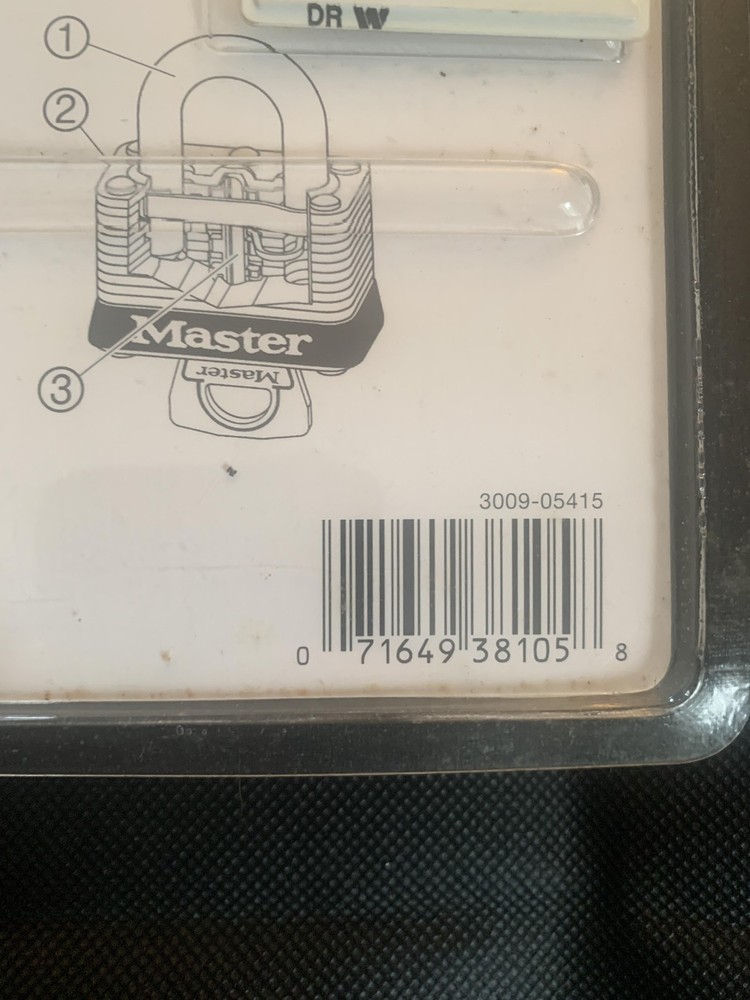 DR W
①
②
Master
Master
③
3009-05415
0 71649 38105 8